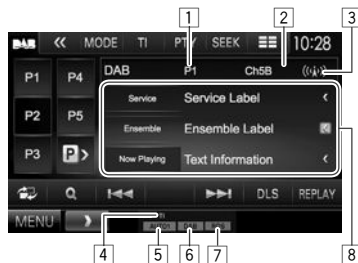 1 2 3
DAB « MODE TI PTY SEEK 10:28
P1 P4 DAB P1 Ch5B
Service Service Label
P2 P5 Ensemble Ensemble Label
P3 P Now Playing Text Information
DLS REPLAY
MENU TI
4 5 6 7 8